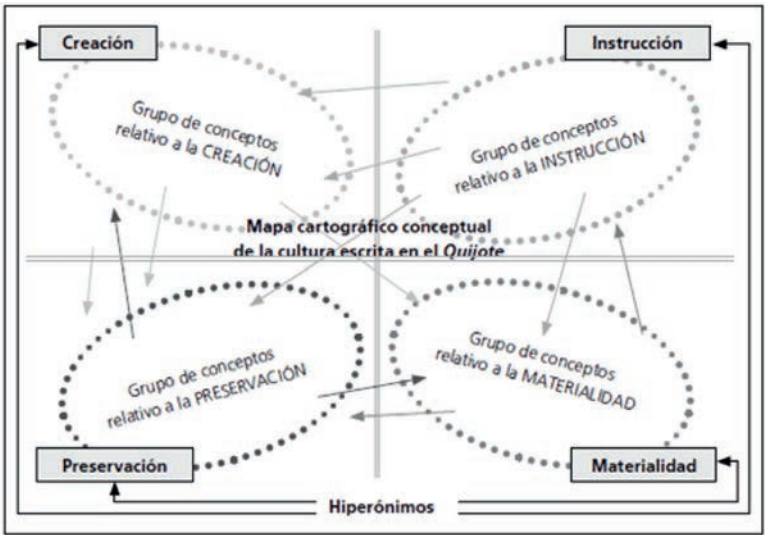 Creación
Instrucción
Grupo de conceptos
relativo a la CREACIÓN
Grupo de conceptos
relativo a la INSTRUCCIÓN
Mapa cartográfico conceptual
de la cultura escrita en el Quijote
Grupo de conceptos
relativo a la PRESERVACIÓN
Grupo de conceptos
relativo a la MATERIALIDAD
Preservación
Materialidad
Hiperónimos